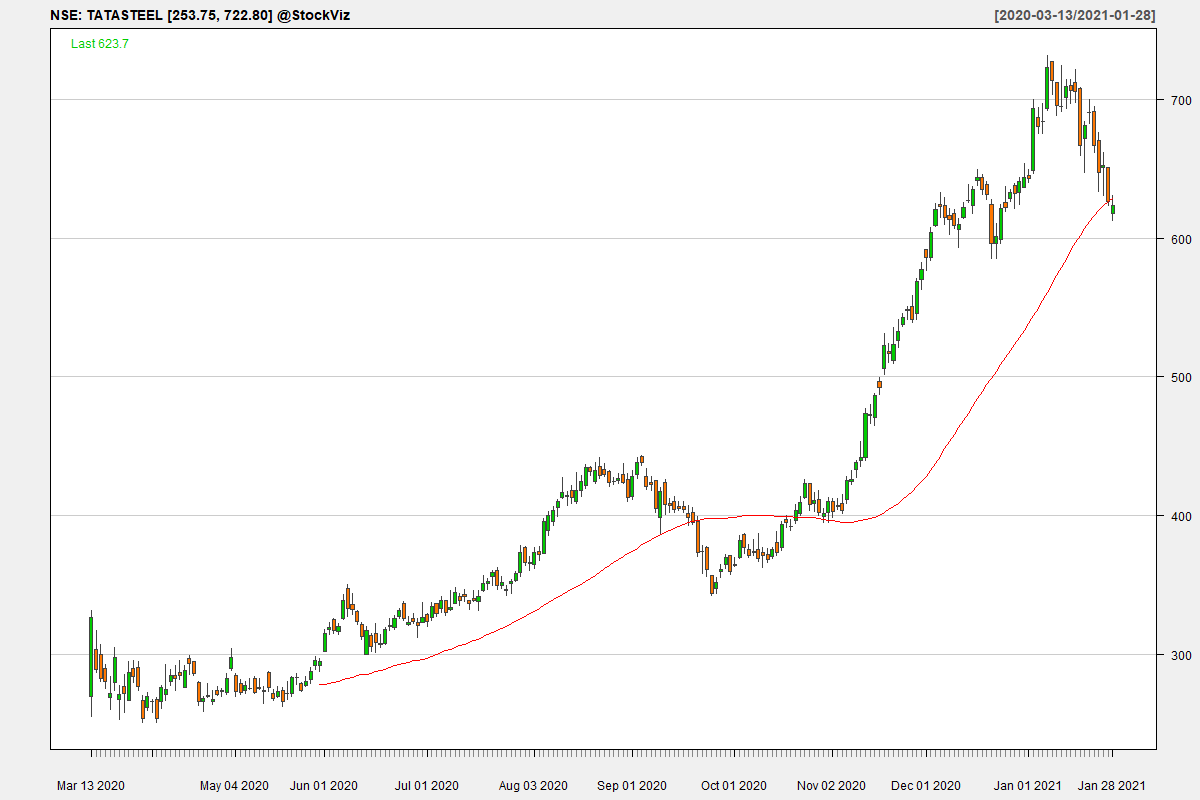 NSE: TATASTEEL [253.75, 722.80] @StockViz [2020-03-13/2021-01-28]
Last 623.7
700
600
500
400
300
Mar 13 2020 May 04 2020 Jun 01 2020 Jul 01 2020 Aug 03 2020 Sep 01 2020 Oct 01 2020 Nov 02 2020 Dec 01 2020 Jan 01 2021 Jan 28 2021